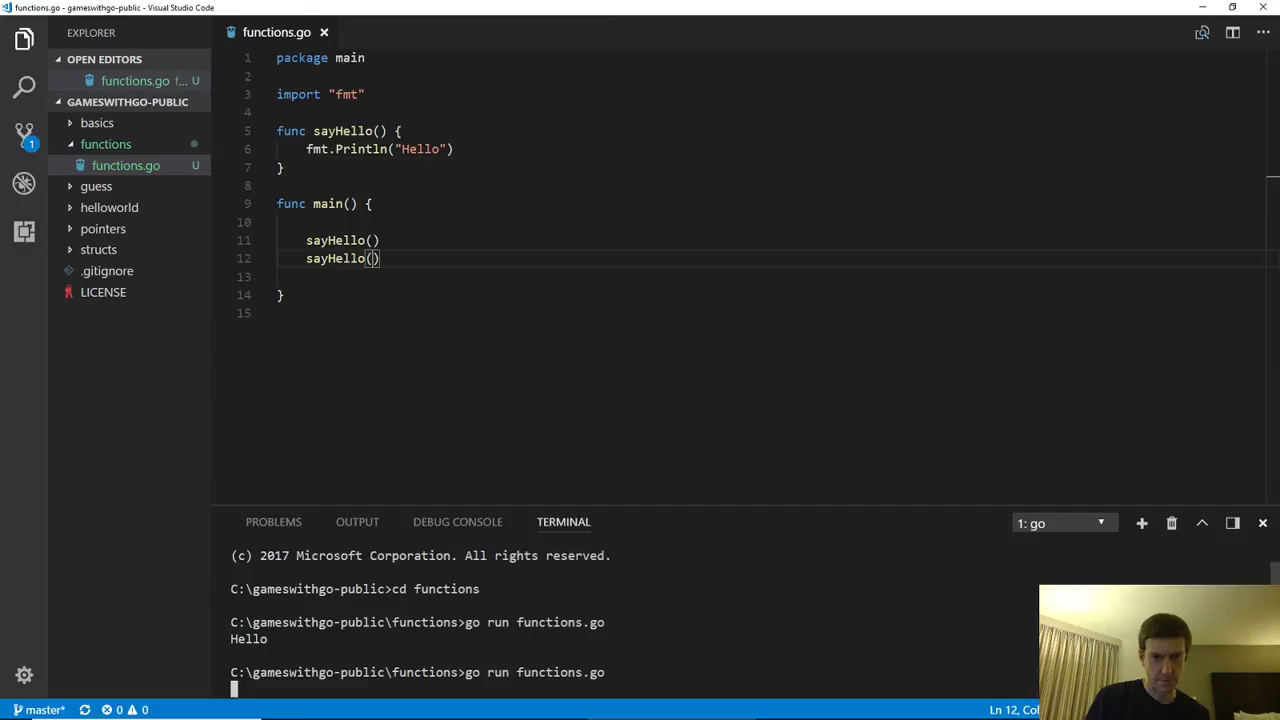 functions.go - gameswithgo-public - Visual Studio Code
EXPLORER
OPEN EDITORS
functions.go f... U
GAMESWITHGO-PUBLIC
basics
functions
functions.go U
guess
helloworld
pointers
structs
.gitignore
LICENSE
1
functions.go
1 package main
2
3 import "fmt"
4
5 func sayHello() {
6 fmt.Println("Hello")
7 }
8
9 func main() {
10
11 sayHello()
12 sayHello()
13
14 }
15
PROBLEMS OUTPUT DEBUG CONSOLE TERMINAL 1: go
(c) 2017 Microsoft Corporation. All rights reserved.
C:\gameswithgo-public>cd functions
C:\gameswithgo-public\functions>go run functions.go
Hello
C:\gameswithgo-public\functions>go run functions.go
master* 0 0 Ln 12, Col